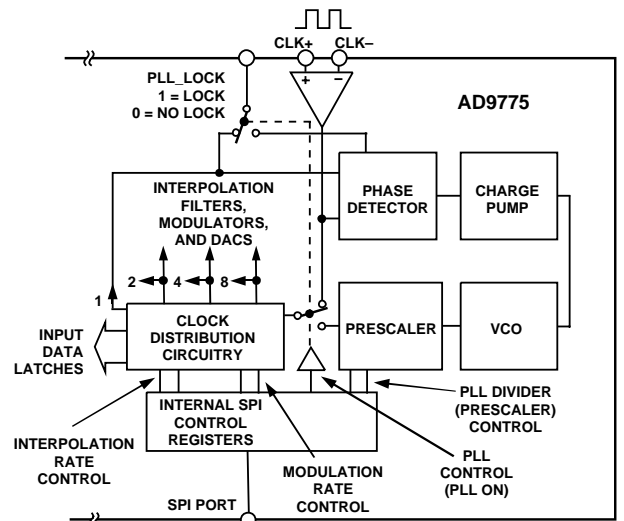 CLK+ CLK–
+ –
AD9775
PLL_LOCK
1 = LOCK
0 = NO LOCK
INTERPOLATION
FILTERS,
MODULATORS,
AND DACS
PHASE
DETECTOR
CHARGE
PUMP
2 4 8
1
CLOCK
DISTRIBUTION
CIRCUITRY
PRESCALER
VCO
INPUT
DATA
LATCHES
INTERNAL SPI
CONTROL
REGISTERS
PLL DIVIDER
(PRESCALER)
CONTROL
INTERPOLATION
RATE
CONTROL
MODULATION
RATE
CONTROL
PLL
CONTROL
(PLL ON)
SPI PORT